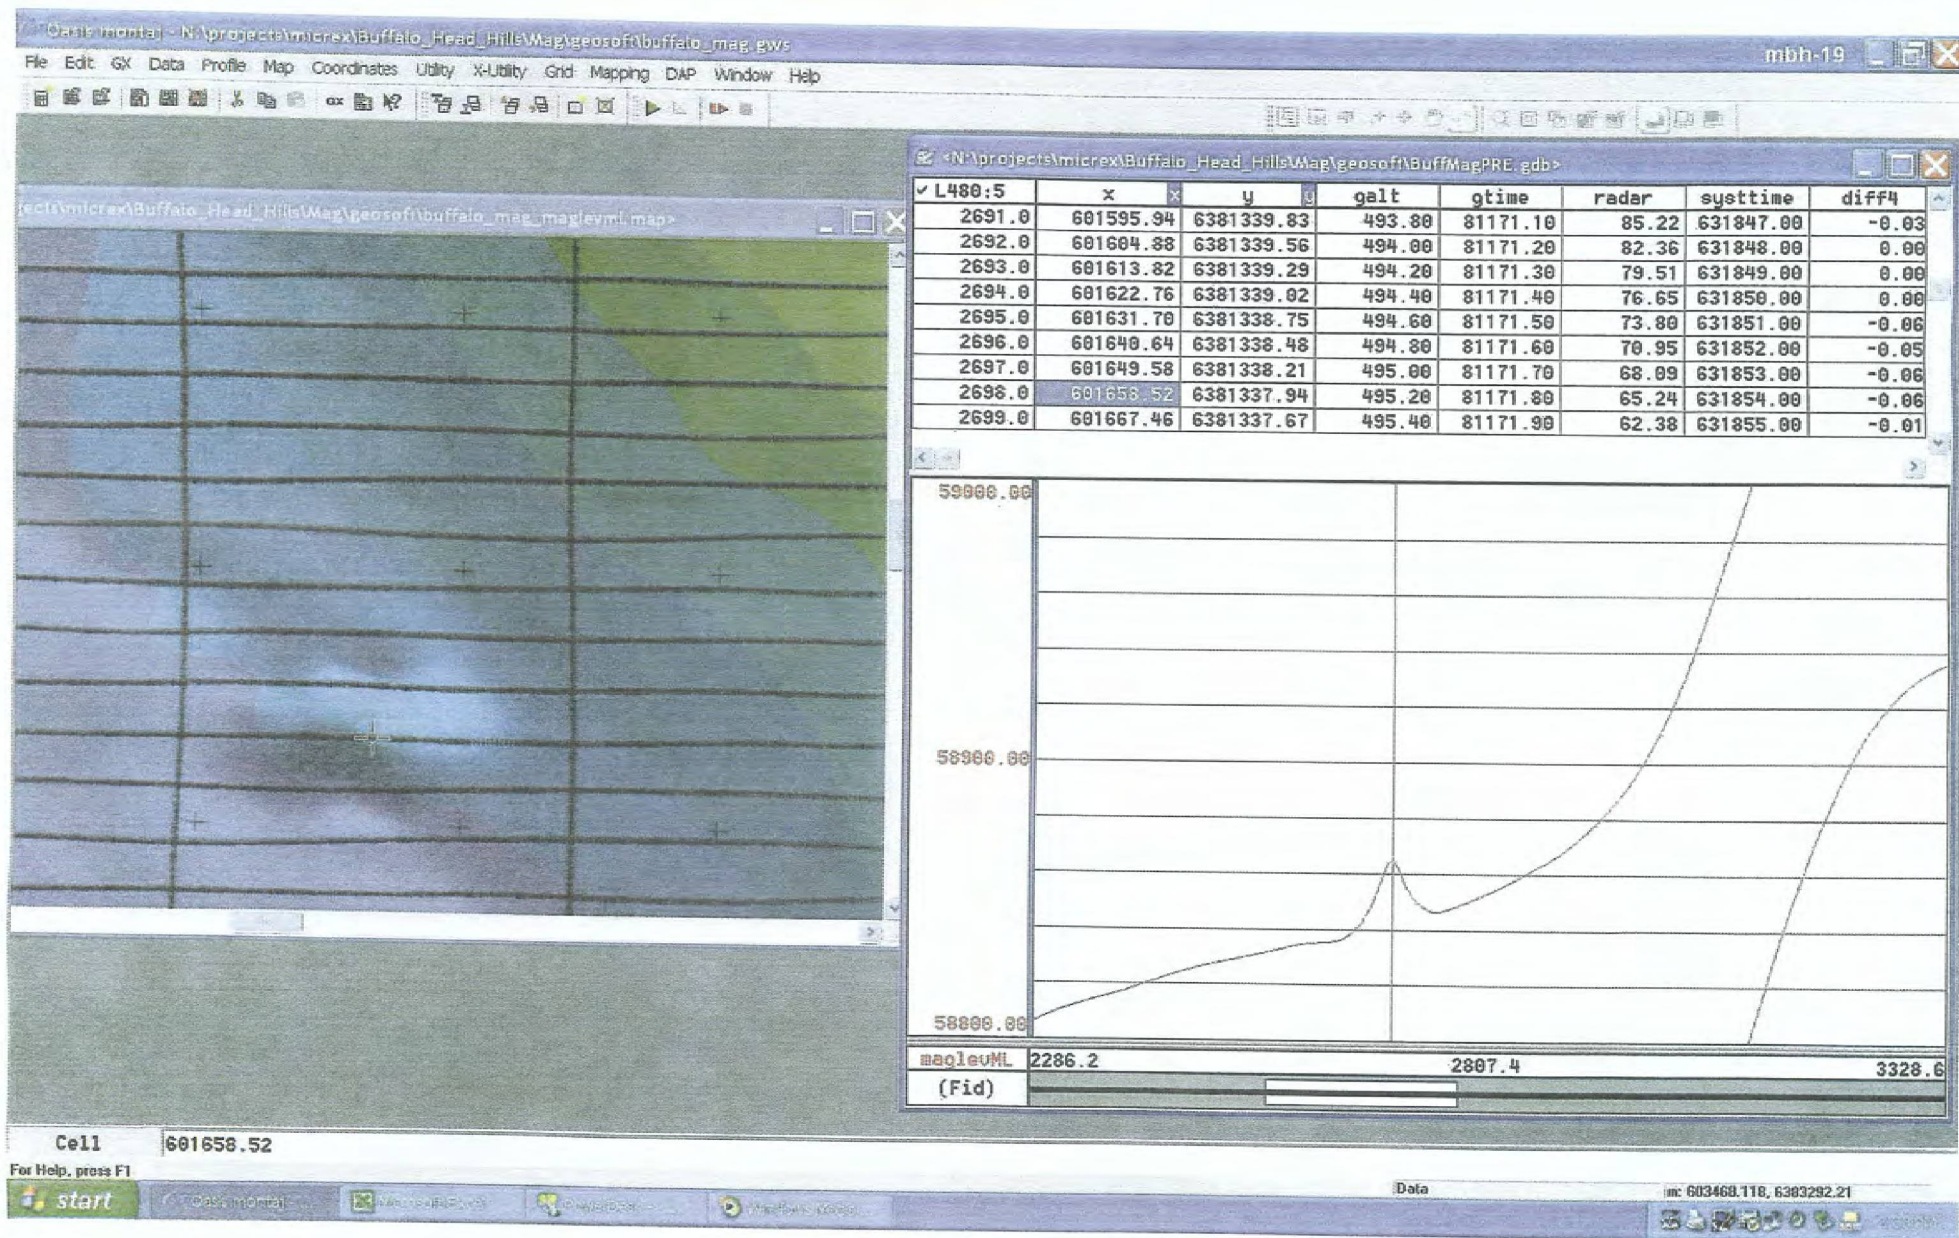 Oasis montaj - N:\projects\micrex\Buffalo_Head_Hills\Mag\geosoft\buffalo_mag.gws
mbh-19
File Edit GX Data Profile Map Coordinates Utility X-Utility Grid Mapping DAP Window Help
<N:\projects\micrex\Buffalo_Head_Hills\Mag\geosoft\BuffMagPRE.gdb>
ects\micrex\Buffalo_Head_Hills\Mag\geosoft\buffalo_mag_maglevml.map>
L480:5 x x y y galt gtime radar systtime diff4
2691.0 601595.94 6381339.83 493.80 81171.10 85.22 631847.00 -0.03
2692.0 601604.88 6381339.56 494.00 81171.20 82.36 631848.00 0.00
2693.0 601613.82 6381339.29 494.20 81171.30 79.51 631849.00 0.00
2694.0 601622.76 6381339.02 494.40 81171.40 76.65 631850.00 0.00
2695.0 601631.70 6381338.75 494.60 81171.50 73.80 631851.00 -0.06
2696.0 601640.64 6381338.48 494.80 81171.60 70.95 631852.00 -0.05
2697.0 601649.58 6381338.21 495.00 81171.70 68.09 631853.00 -0.06
2698.0 601658.52 6381337.94 495.20 81171.80 65.24 631854.00 -0.06
2699.0 601667.46 6381337.67 495.40 81171.90 62.38 631855.00 -0.01
59000.00
58900.00
58800.00
maglevML 2286.2 2807.4 3328.6
(Fid)
Cell 601658.52
For Help, press F1
Data
603468.118, 6383292.21
start Oasis montaj